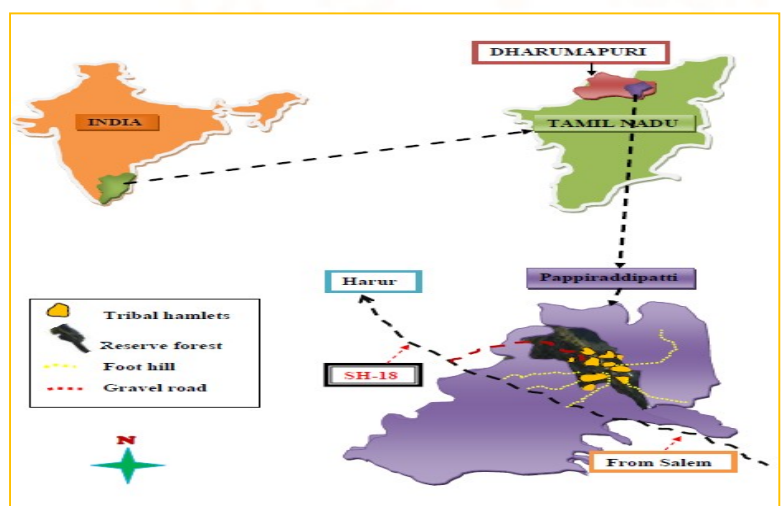 DHARUMAPURI
INDIA
TAMIL NADU
Harur
Pappiraddipatti
Tribal hamlets
Reserve forest
Foot hill
Gravel road
SH-18
N
From Salem